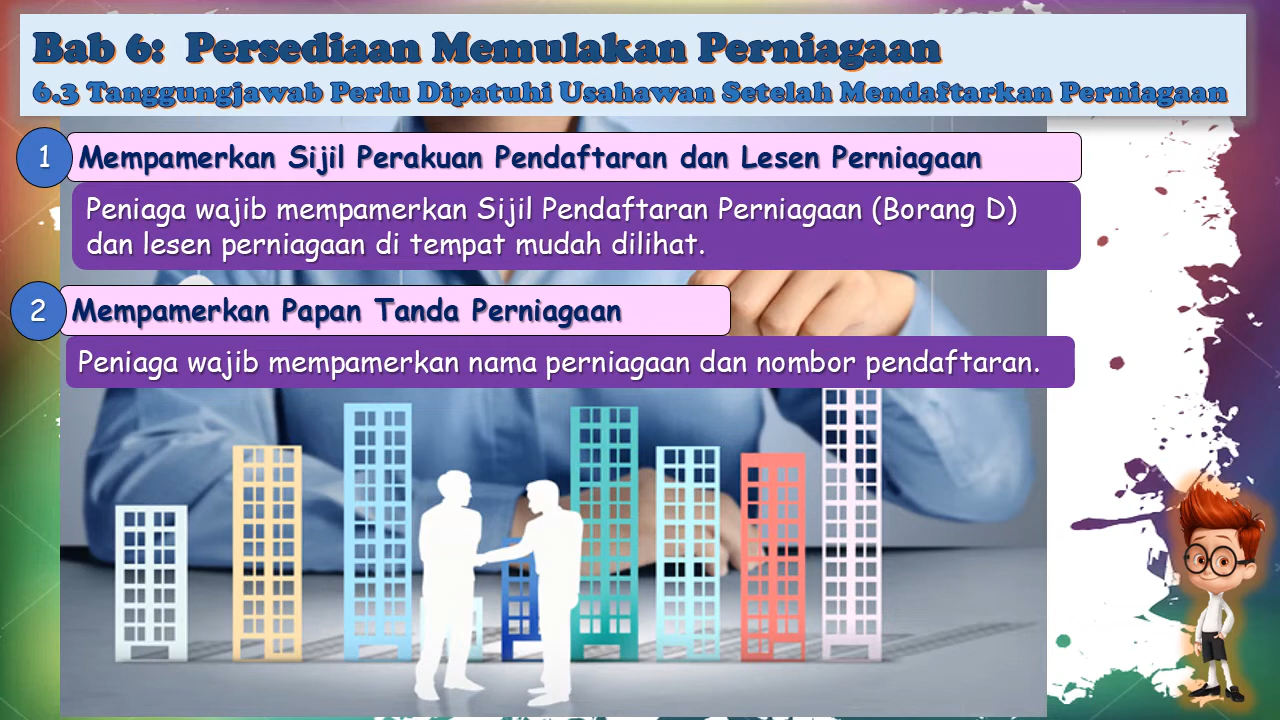 Bab 6: Persediaan Memulakan Perniagaan
6.3 Tanggungjawab Perlu Dipatuhi Usahawan Setelah Mendaftarkan Perniagaan
1 Mempamerkan Sijil Perakuan Pendaftaran dan Lesen Perniagaan
Peniaga wajib mempamerkan Sijil Pendaftaran Perniagaan (Borang D)
dan lesen perniagaan di tempat mudah dilihat.
2 Mempamerkan Papan Tanda Perniagaan
Peniaga wajib mempamerkan nama perniagaan dan nombor pendaftaran.